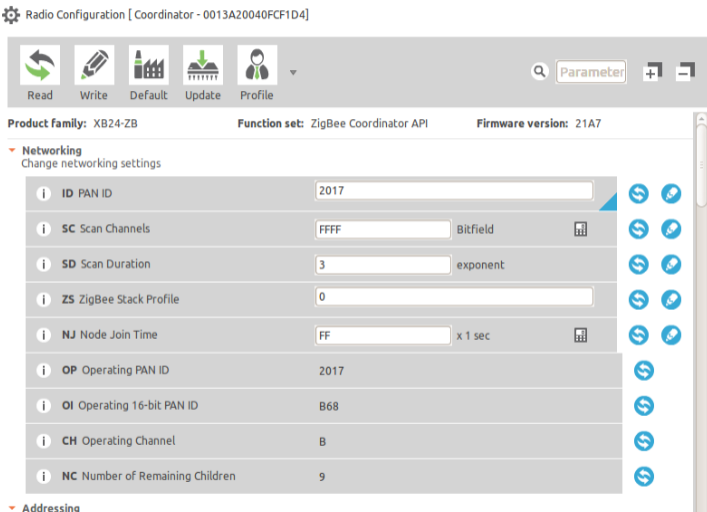 Radio Configuration [ Coordinator - 0013A20040FCF1D4]
Read Write Default Update Profile Parameter
Product family: XB24-ZB Function set: ZigBee Coordinator API Firmware version: 21A7
Networking
Change networking settings
i ID PAN ID 2017
i SC Scan Channels FFFF Bitfield
i SD Scan Duration 3 exponent
i ZS ZigBee Stack Profile 0
i NJ Node Join Time FF x 1 sec
i OP Operating PAN ID 2017
i OI Operating 16-bit PAN ID B68
i CH Operating Channel B
i NC Number of Remaining Children 9
Addressing